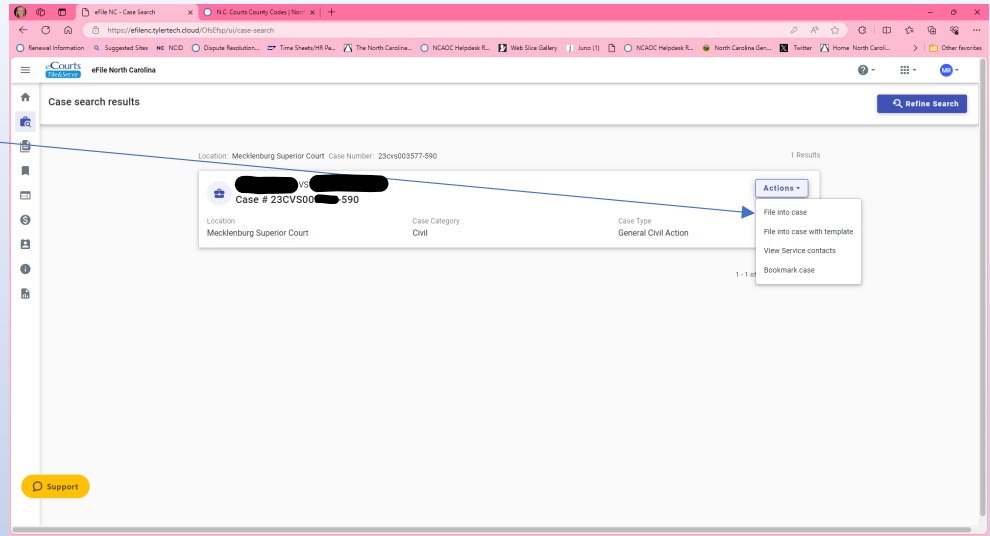 eFile NC - Case Search
N.C. Courts County Codes | Nort
https://efilenc.tylertech.cloud/OfsEfsp/ui/case-search
Renewal Information Suggested Sites NC NCID Dispute Resolution... Time Sheets/HR Pa... The North Carolina... NCAOC Helpdesk R... Web Slice Gallery Juno (1) NCAOC Helpdesk R... North Carolina Gen... Twitter Home North Caroli... Other favorites
eCourts
File&Serve
eFile North Carolina
MR
Case search results
Refine Search
Location: Mecklenburg Superior Court Case Number: 23cvs003577-590
1 Results
VS
Case # 23CVS00 -590
Actions
Location Case Category Case Type
Mecklenburg Superior Court Civil General Civil Action
File into case
File into case with template
View Service contacts
Bookmark case
1 - 1 of
Support